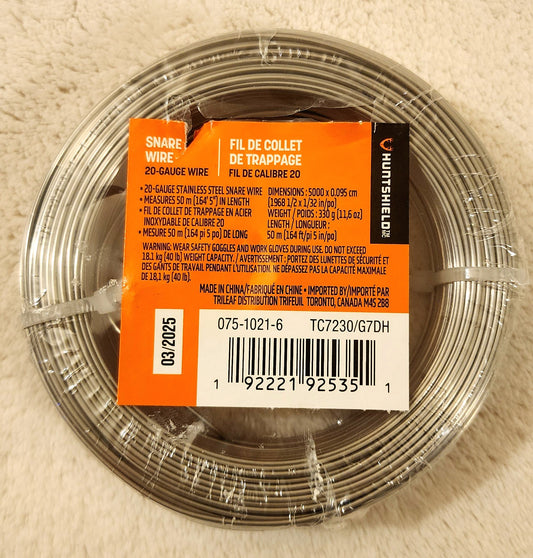 SNARE
WIRE
20-GAUGE WIRE
FIL DE COLLET
DE TRAPPAGE
FIL DE CALIBRE 20
HUNTSHIELD
• 20-GAUGE STAINLESS STEEL SNARE WIRE
• MEASURES 50 m (164' 5") IN LENGTH
• FIL DE COLLET DE TRAPPAGE EN ACIER
INOXYDABLE DE CALIBRE 20
• MESURE 50 m (164 pi 5 po) DE LONG
DIMENSIONS : 5000 x 0.095 cm
(1968 1/2 x 1/32 in/po)
WEIGHT / POIDS : 330 g (11,6 oz)
LENGTH / LONGUEUR :
50 m (164 ft/pi 5 in/po)
WARNING: WEAR SAFETY GOGGLES AND WORK GLOVES DURING USE. DO NOT EXCEED
18.1 kg (40 lb) WEIGHT CAPACITY. / AVERTISSEMENT : PORTEZ DES LUNETTES DE SÉCURITÉ ET
DES GANTS DE TRAVAIL PENDANT L'UTILISATION. NE DÉPASSEZ PAS LA CAPACITÉ MAXIMALE
DE 18,1 kg (40 lb).
MADE IN CHINA/FABRIQUÉ EN CHINE • IMPORTED BY/IMPORTÉ PAR
TRILEAF DISTRIBUTION TRIFEUIL TORONTO, CANADA M4S 2B8
03/2025
075-1021-6 TC7230/G7DH
1 92221 92535 1